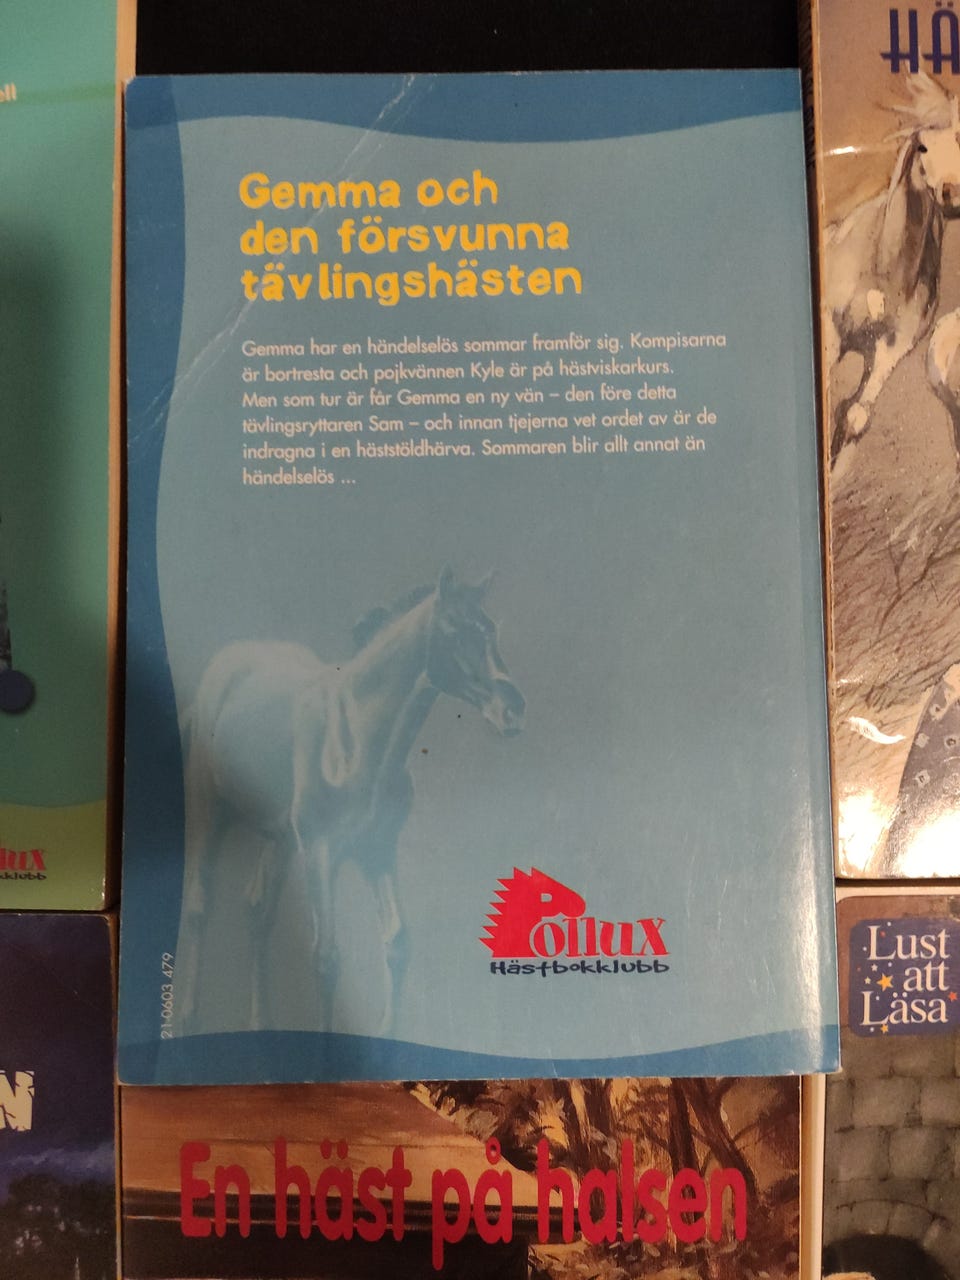 Gemma och
den försvunna
tävlingshästen
Gemma har en händelselös sommar framför sig. Kompisarna
är bortresta och pojkvännen Kyle är på hästviskarkurs.
Men som tur är får Gemma en ny vän – den före detta
tävlingsryttaren Sam – och innan tjejerna vet ordet av är de
indragna i en häststöldhärva. Sommaren blir allt annat än
händelselös ...
Pollux
Hästbokklubb
21-0603 479
En häst på halsen
Lust
att
Läsa
HÄ